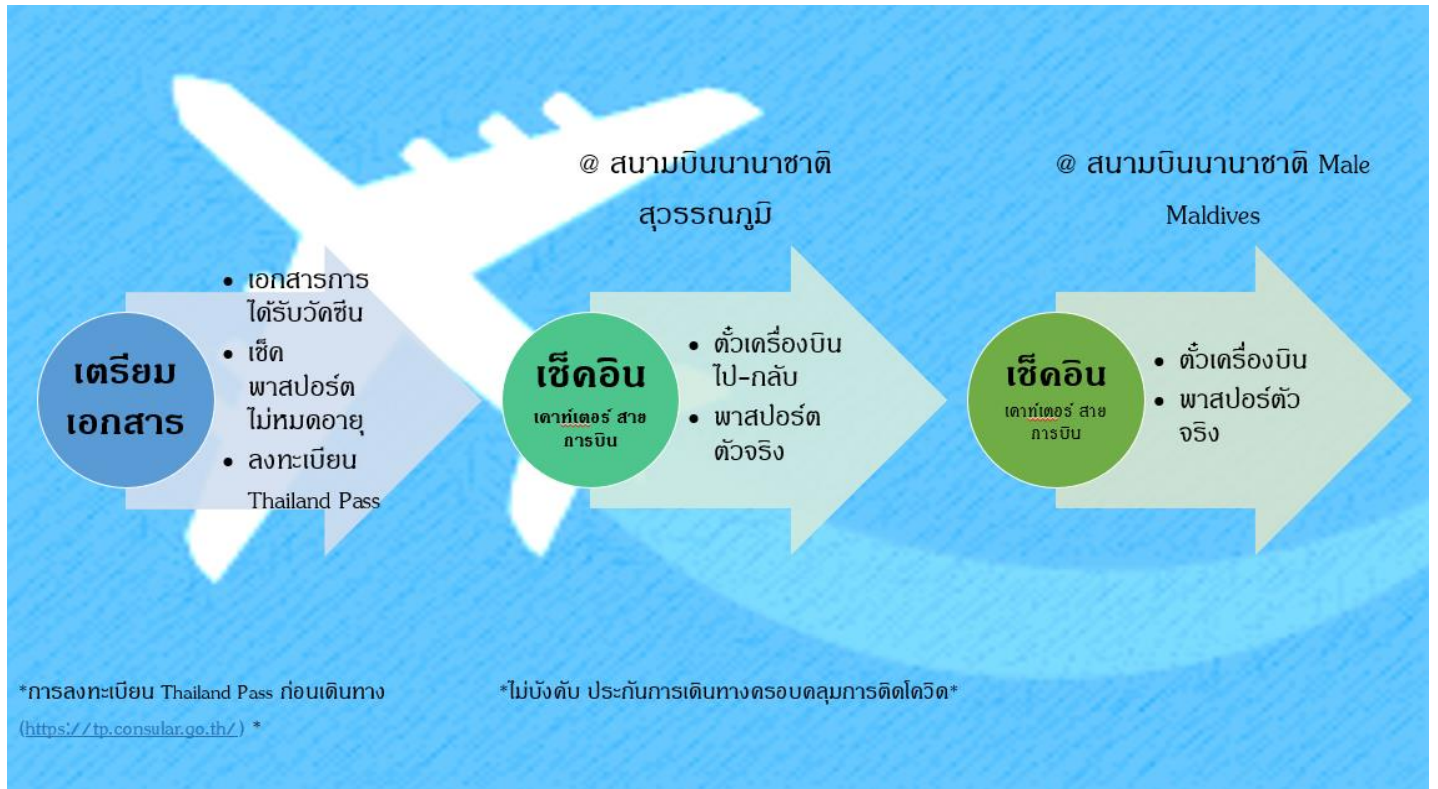 @ สนามบินนานาชาติ
สุวรรณภูมิ
@ สนามบินนานาชาติ Male
Maldives
เตรียม
เอกสาร
• เอกสารการ
ได้รับวัคซีน
• เช็ค
พาสปอร์ต
ไม่หมดอายุ
• ลงทะเบียน
Thailand Pass
เช็คอิน
เคาท์เตอร์ สาย
การบิน
• ตั๋วเครื่องบิน
ไป-กลับ
• พาสปอร์ต
ตัวจริง
เช็คอิน
เคาท์เตอร์ สาย
การบิน
• ตั๋วเครื่องบิน
• พาสปอร์ตัว
จริง
*การลงทะเบียน Thailand Pass ก่อนเดินทาง
(https://tp.consular.go.th/) *
*ไม่บังคับ ประกันการเดินทางครอบคลุมการติดโควิด*